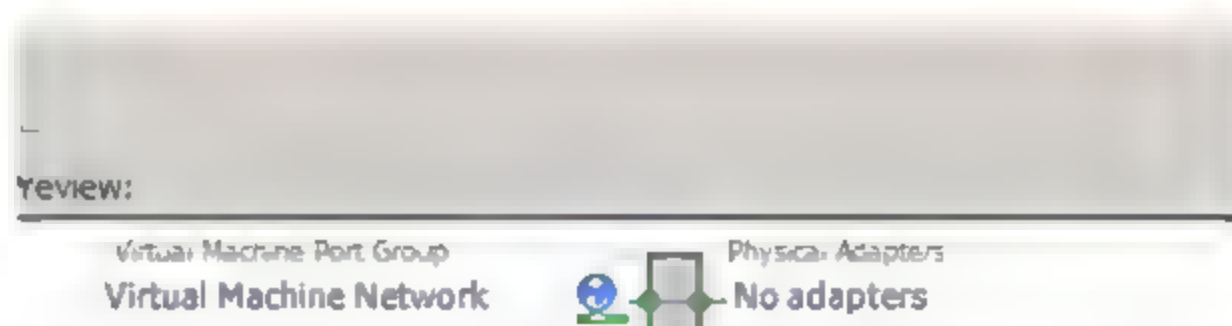 review:
Virtual Machine Port Group
Physical Adapters
Virtual Machine Network
No adapters